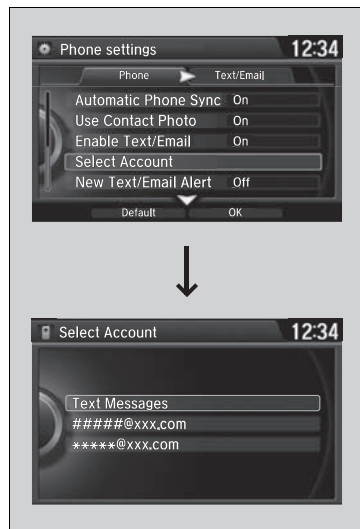 Phone settings 12:34
Phone Text/Email
Automatic Phone Sync On
Use Contact Photo On
Enable Text/Email On
Select Account
New Text/Email Alert Off
Default OK
Select Account 12:34
Text Messages
#####@xxx.com
*****@xxx.com